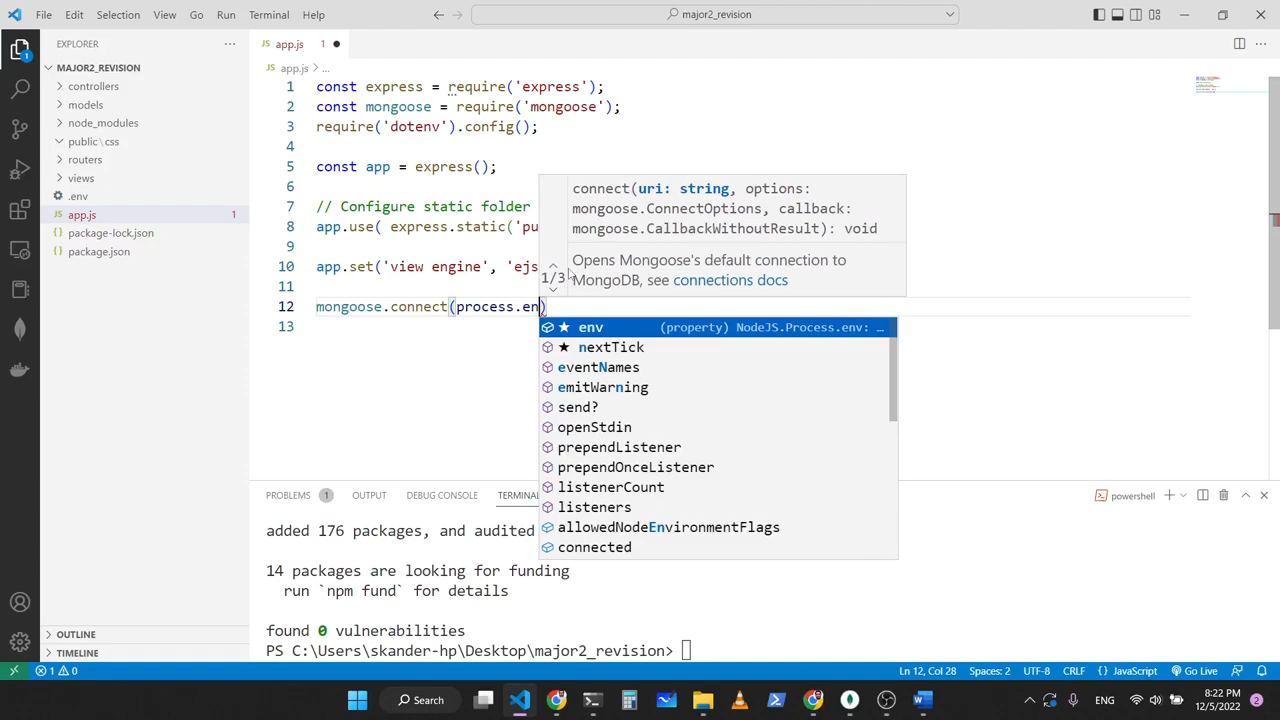 File Edit Selection View Go Run Terminal Help
major2_revision
EXPLORER
MAJOR2_REVISION
controllers
models
node_modules
public\css
routers
views
.env
app.js 1
package-lock.json
package.json
OUTLINE
TIMELINE
JS app.js 1
JS app.js > ...
1 const express = require('express');
2 const mongoose = require('mongoose');
3 require('dotenv').config();
4
5 const app = express();
6
7 // Configure static folder
8 app.use( express.static('pu
9
10 app.set('view engine', 'ejs
11
12 mongoose.connect(process.en)
13
connect(uri: string, options:
mongoose.ConnectOptions, callback:
mongoose.CallbackWithoutResult): void
1/3
Opens Mongoose's default connection to
MongoDB, see connections docs
env (property) NodeJS.Process.env: …
nextTick
eventNames
emitWarning
send?
openStdin
prependListener
prependOnceListener
listenerCount
listeners
allowedNodeEnvironmentFlags
connected
PROBLEMS 1 OUTPUT DEBUG CONSOLE TERMINAL
powershell
added 176 packages, and audited
14 packages are looking for funding
run `npm fund` for details
found 0 vulnerabilities
PS C:\Users\skander-hp\Desktop\major2_revision>
1 0 Ln 12, Col 28 Spaces: 2 UTF-8 CRLF JavaScript Go Live
Search
ENG
8:22 PM
12/5/2022
2